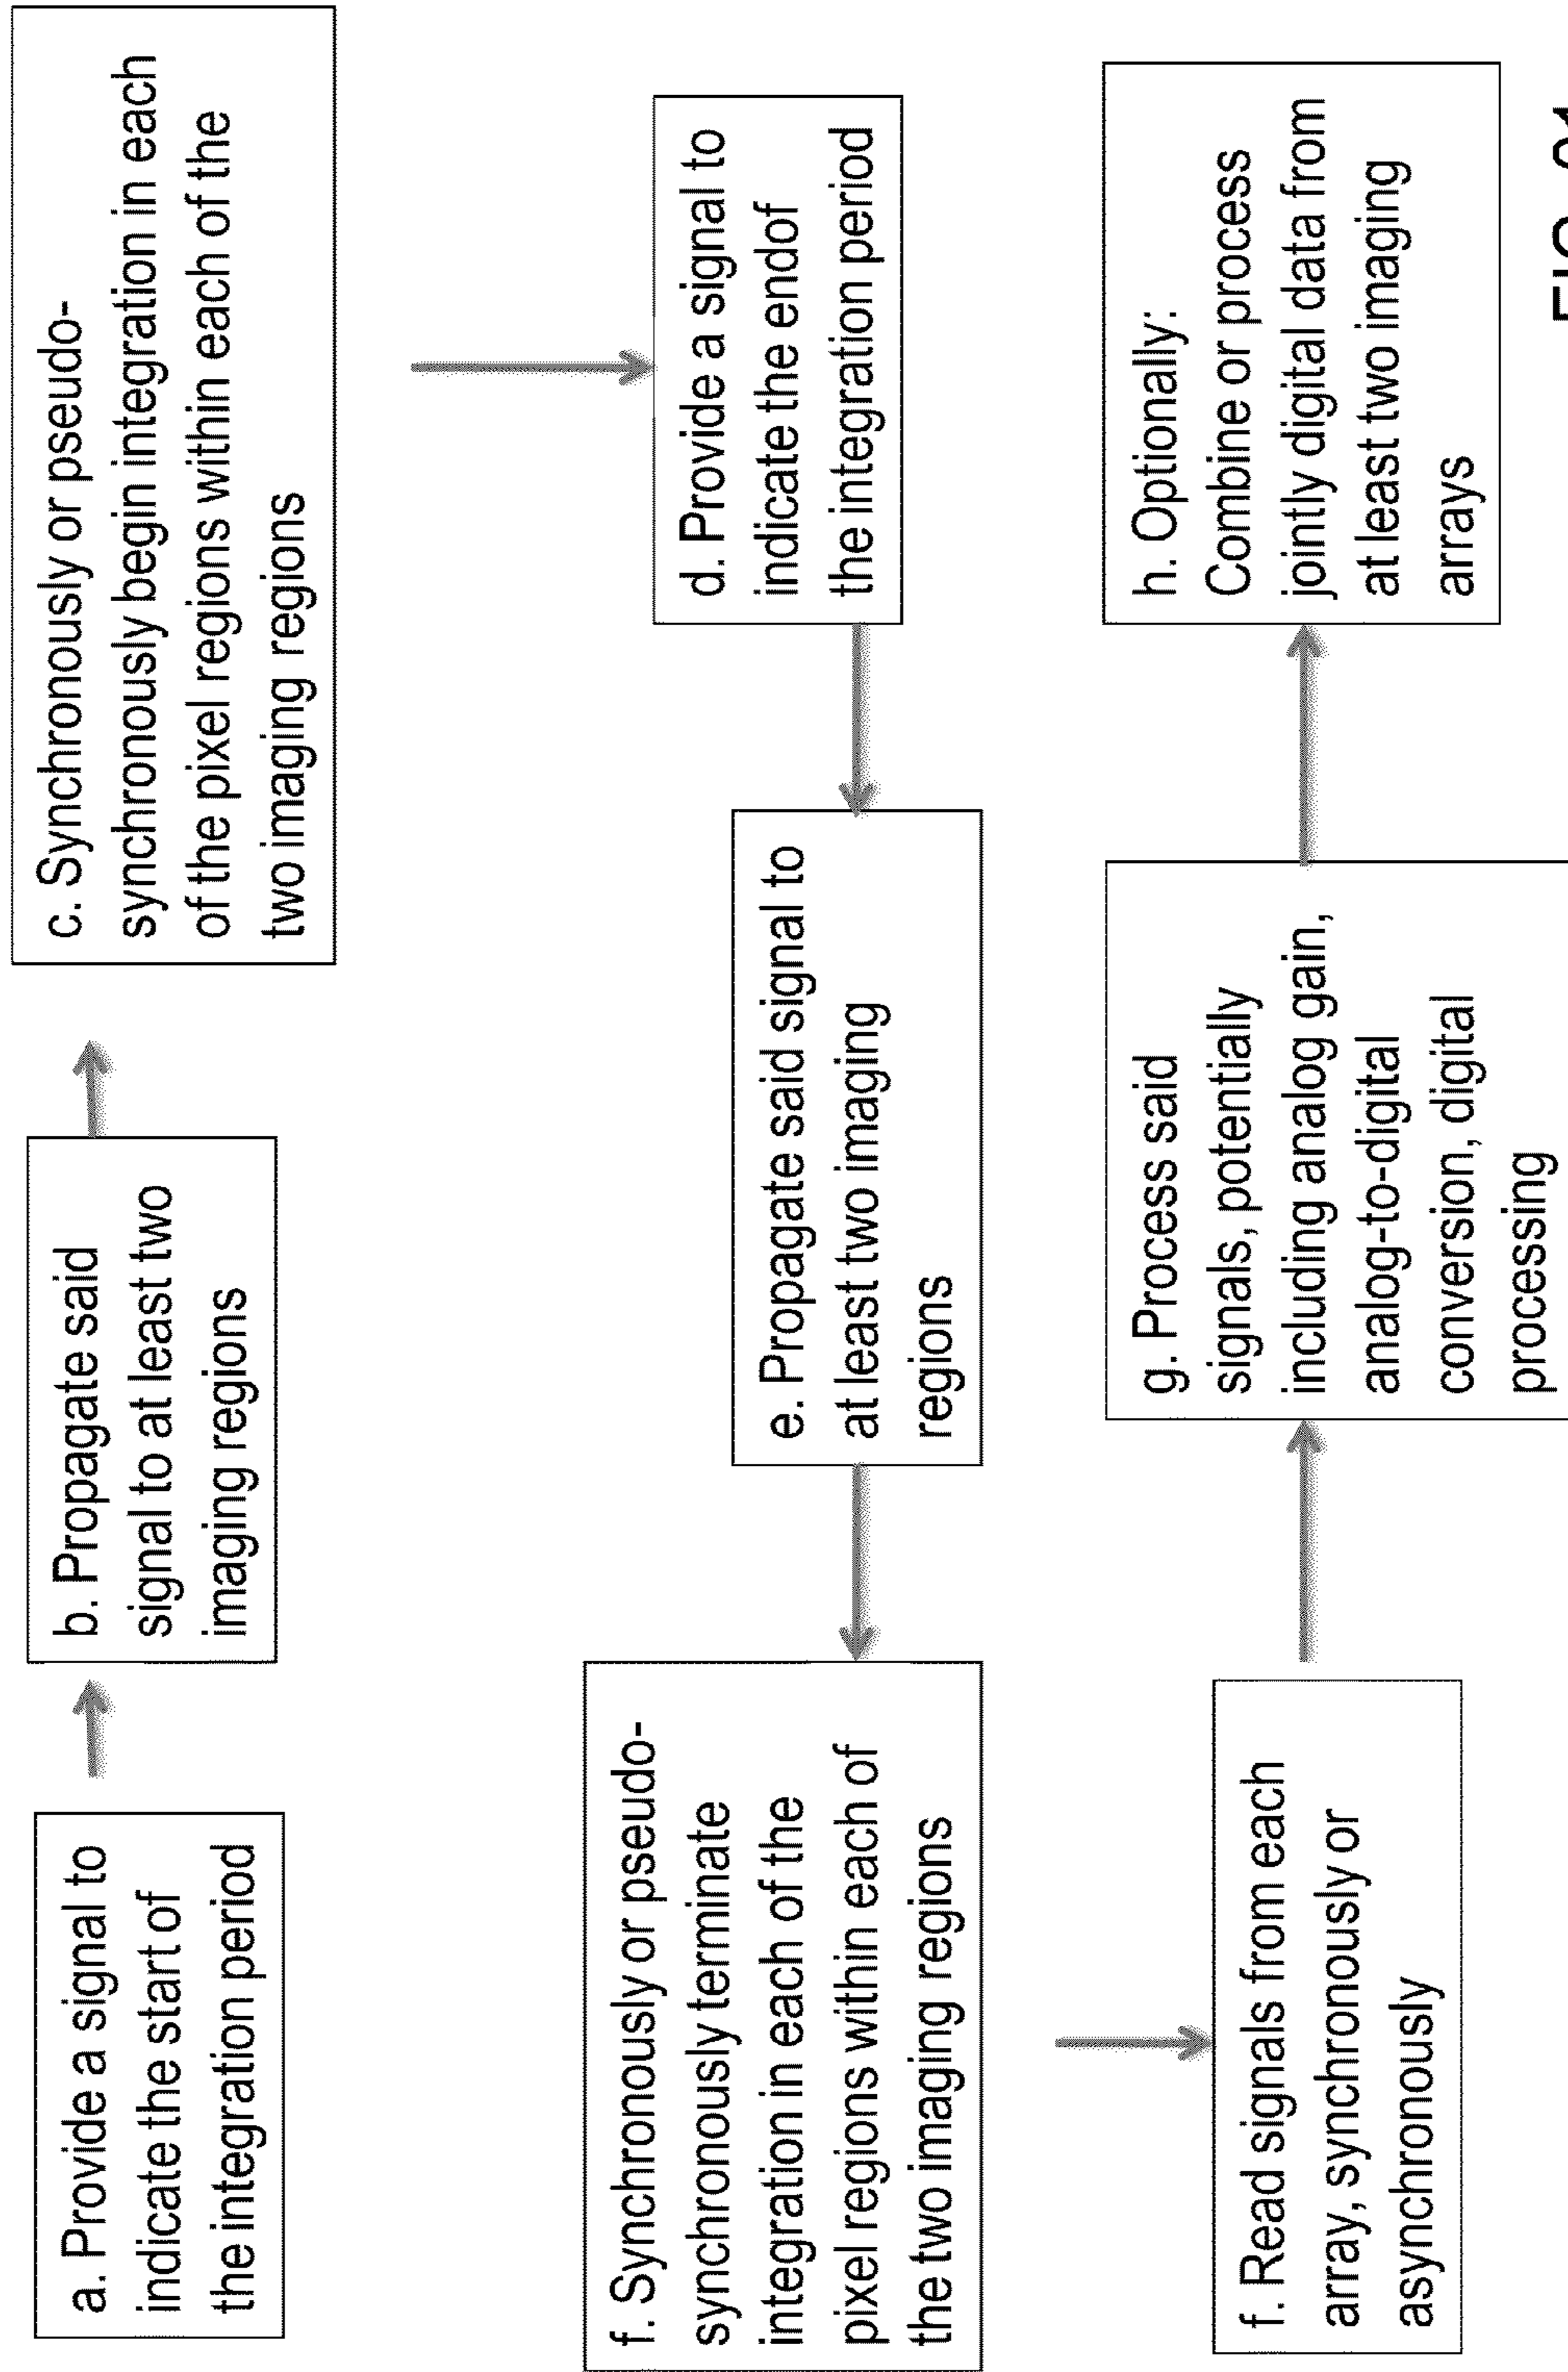 a. Provide a signal to
indicate the start of
the integration period
b. Propagate said
signal to at least two
imaging regions
c. Synchronously or pseudo-
synchronously begin integration in each
of the pixel regions within each of the
two imaging regions
d. Provide a signal to
indicate the endof
the integration period
e. Propagate said signal to
at least two imaging
regions
f. Synchronously or pseudo-
synchronously terminate
integration in each of the
pixel regions within each of
the two imaging regions
f. Read signals from each
array, synchronously or
asynchronously
g. Process said
signals, potentially
including analog gain,
analog-to-digital
conversion, digital
processing
h. Optionally:
Combine or process
jointly digital data from
at least two imaging
arrays